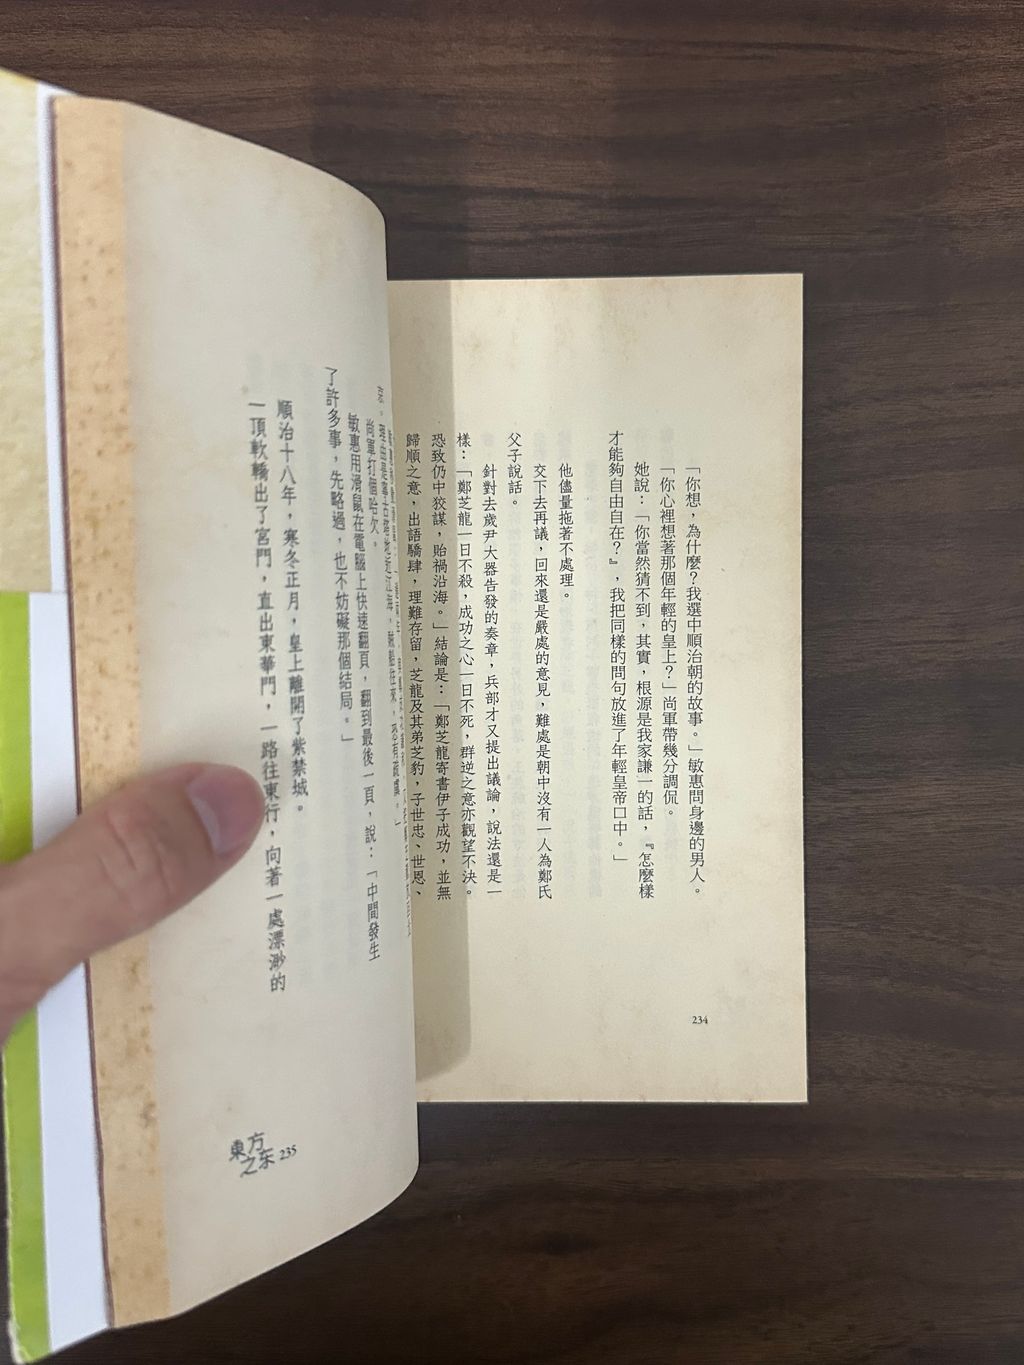 「你想，為什麼？我選中順治朝的故事。」敏惠問身邊的男人。
「你心裡想著那個年輕的皇上？」尚軍帶幾分調侃。
她說：「你當然猜不到，其實，根源是我家謙一的話，『怎麼樣
才能夠自由自在？』，我把同樣的問句放進了年輕皇帝口中。」
他儘量拖著不處理。
交下去再議，回來還是嚴處的意見，難處是朝中沒有一人為鄭氏
父子說話。
針對去歲尹大器告發的奏章，兵部才又提出議論，說法還是一
樣：「鄭芝龍一日不殺，成功之心一日不死，群逆之意亦觀望不決。
恐致仍中狡謀，貽禍沿海。」結論是：「鄭芝龍寄書伊子成功，並無
歸順之意，出語驕肆，理難存留，芝龍及其弟芝豹，子世忠、世恩、
234
尚軍打個哈欠。
敏惠用滑鼠在電腦上快速翻頁，翻到最後一頁，說：「中間發生
了許多事，先略過，也不妨礙那個結局。」
順治十八年，寒冬正月，皇上離開了紫禁城。
一頂軟轎出了宮門，直出東華門，一路往東行，向著一處漂渺的
東方之东 235